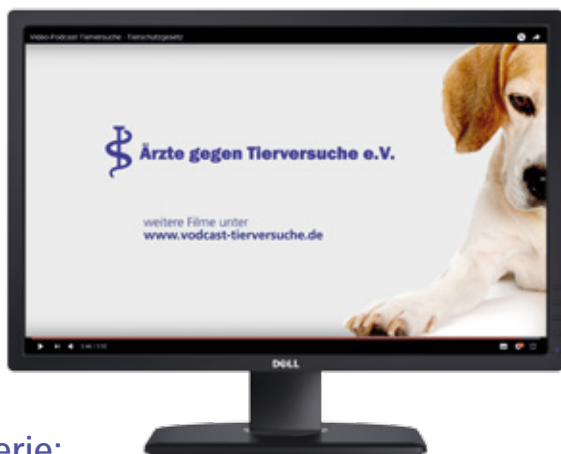 Video-Podcast Tierversuche - Tierschutzgesetz
Ärzte gegen Tierversuche e.V.
weitere Filme unter
www.vodcast-tierversuche.de
DELL
erie: